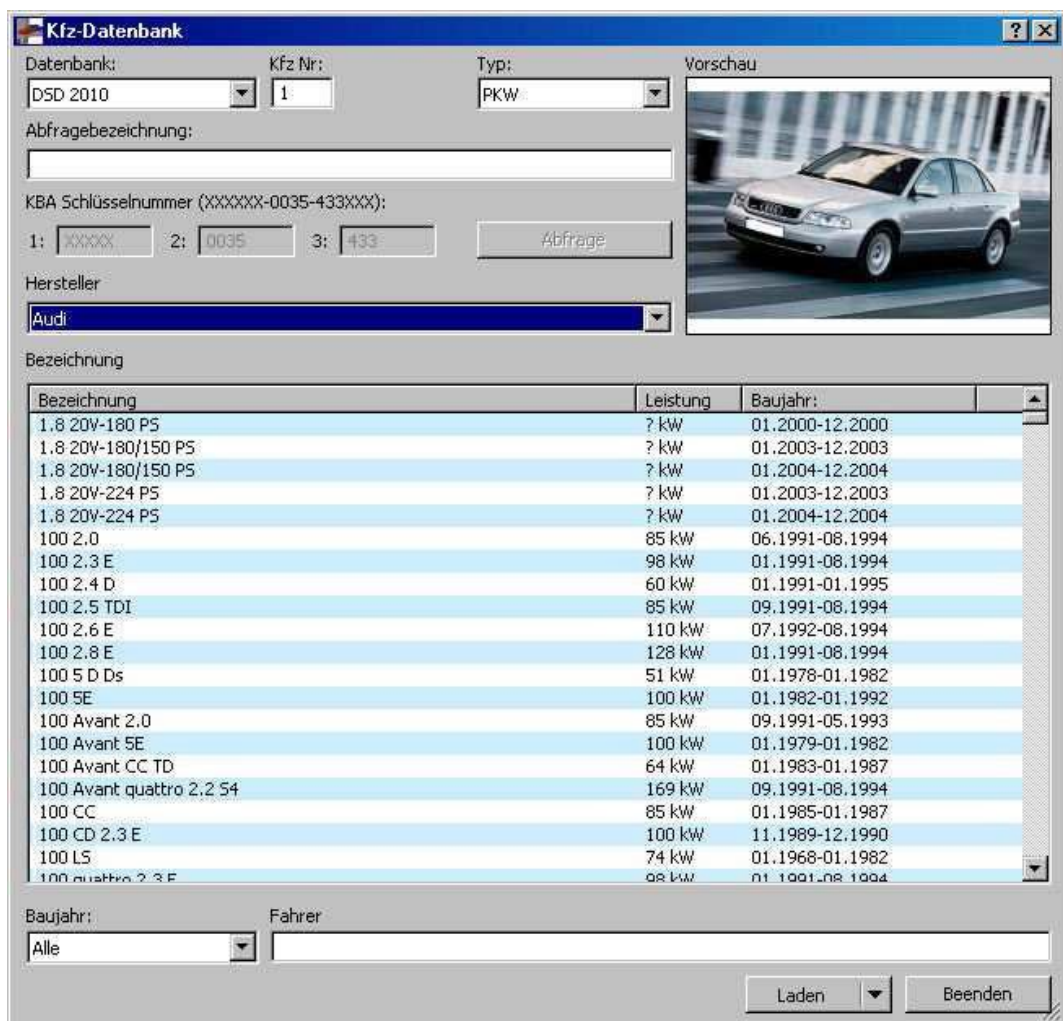 Kfz-Datenbank
Datenbank: Kfz Nr: Typ: Vorschau
DSD 2010 1 PKW
Abfragebezeichnung:
KBA Schlüsselnummer (XXXXXX-0035-433XXX):
1: XXXXX 2: 0035 3: 433 Abfrage
Hersteller
Audi
Bezeichnung
Bezeichnung Leistung Baujahr:
1.8 20V-180 PS ? kW 01.2000-12.2000
1.8 20V-180/150 PS ? kW 01.2003-12.2003
1.8 20V-180/150 PS ? kW 01.2004-12.2004
1.8 20V-224 PS ? kW 01.2003-12.2003
1.8 20V-224 PS ? kW 01.2004-12.2004
100 2.0 85 kW 06.1991-08.1994
100 2.3 E 98 kW 01.1991-08.1994
100 2.4 D 60 kW 01.1991-01.1995
100 2.5 TDI 85 kW 09.1991-08.1994
100 2.6 E 110 kW 07.1992-08.1994
100 2.8 E 128 kW 01.1991-08.1994
100 5 D Ds 51 kW 01.1978-01.1982
100 5E 100 kW 01.1982-01.1992
100 Avant 2.0 85 kW 09.1991-05.1993
100 Avant 5E 100 kW 01.1979-01.1982
100 Avant CC TD 64 kW 01.1983-01.1987
100 Avant quattro 2.2 S4 169 kW 09.1991-08.1994
100 CC 85 kW 01.1985-01.1987
100 CD 2.3 E 100 kW 11.1989-12.1990
100 LS 74 kW 01.1968-01.1982
100 quattro 2.3 E 98 kW 01.1991-08.1994
Baujahr: Fahrer
Alle
Laden Beenden